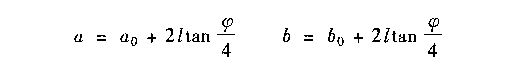 a = a₀ + 2l tan φ/4  b = b₀ + 2l tan φ/4